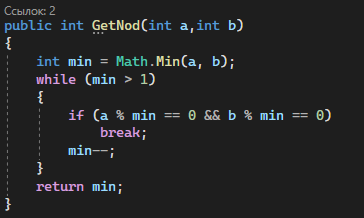 Ссылок: 2
public int GetNod(int a,int b)
{
    int min = Math.Min(a, b);
    while (min > 1)
    {
        if (a % min == 0 && b % min == 0)
            break;
        min--;
    }
    return min;
}